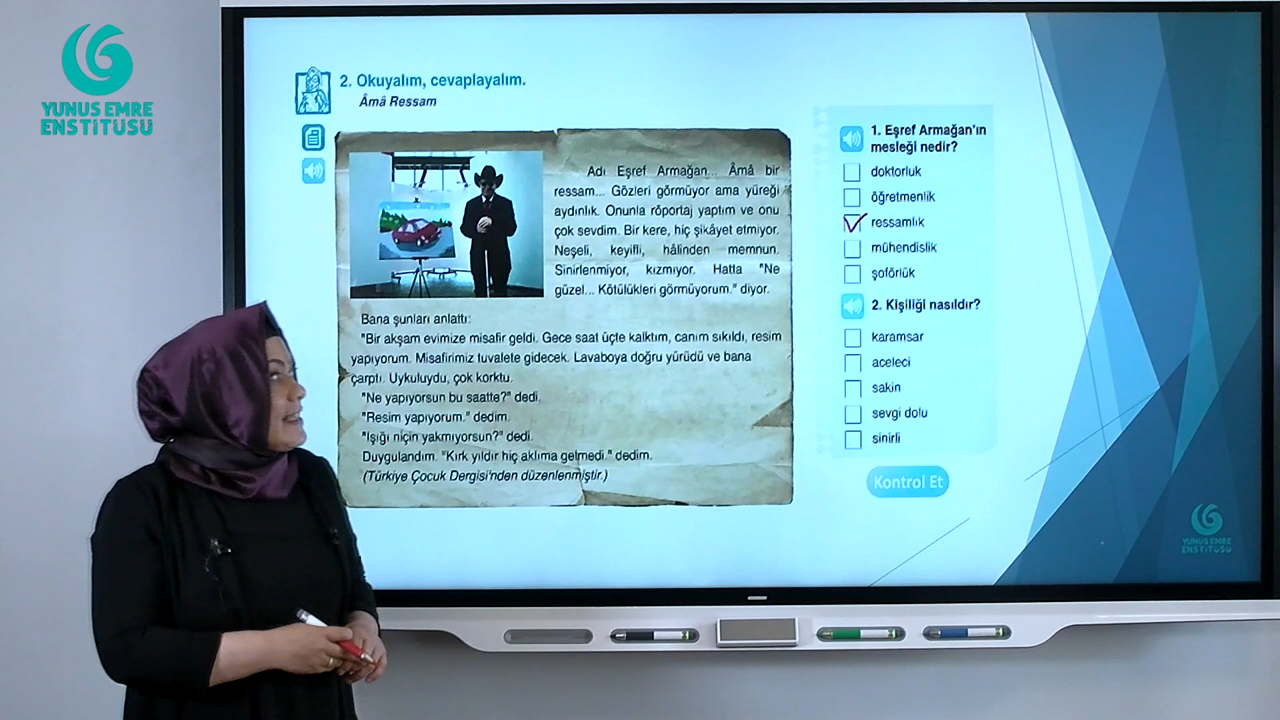 YUNUS EMRE
ENSTİTÜSÜ
2. Okuyalım, cevaplayalım.
Âmâ Ressam
Adı Eşref Armağan... Âmâ bir
ressam... Gözleri görmüyor ama yüreği
aydınlık. Onunla röportaj yaptım ve onu
çok sevdim. Bir kere, hiç şikâyet etmiyor.
Neşeli, keyifli, hâlinden memnun.
Sinirlenmiyor, kızmıyor. Hatta "Ne
güzel... Kötülükleri görmüyorum." diyor.
Bana şunları anlattı:
"Bir akşam evimize misafir geldi. Gece saat üçte kalktım, canım sıkıldı, resim
yapıyorum. Misafirimiz tuvalete gidecek. Lavaboya doğru yürüdü ve bana
çarptı. Uykuluydu, çok korktu.
"Ne yapıyorsun bu saatte?" dedi.
"Resim yapıyorum." dedim.
"Işığı niçin yakmıyorsun?" dedi.
Duygulandım. "Kırk yıldır hiç aklıma gelmedi." dedim.
(Türkiye Çocuk Dergisi'nden düzenlenmiştir.)
1. Eşref Armağan'ın
mesleği nedir?
doktorluk
öğretmenlik
ressamlık
mühendislik
şoförlük
2. Kişiliği nasıldır?
karamsar
aceleci
sakin
sevgi dolu
sinirli
Kontrol Et
YUNUS EMRE
ENSTİTÜSÜ